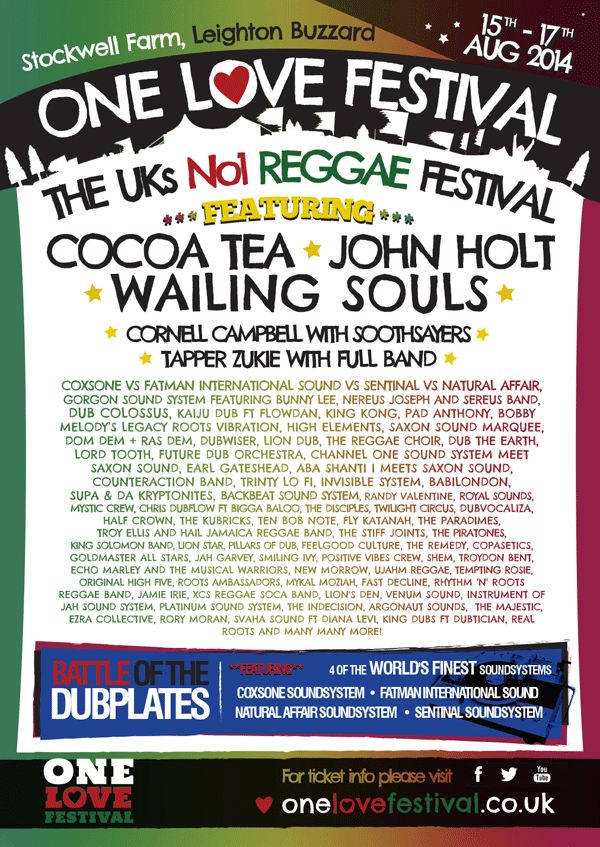 Stockwell Farm, Leighton Buzzard
15TH - 17TH
AUG 2014
ONE LOVE FESTIVAL
THE UKs No1 REGGAE FESTIVAL
FEATURING
COCOA TEA ★ JOHN HOLT
★ WAILING SOULS ★
★ CORNELL CAMPBELL WITH SOOTHSAYERS ★
★ TAPPER ZUKIE WITH FULL BAND ★
COXSONE VS FATMAN INTERNATIONAL SOUND VS SENTINAL VS NATURAL AFFAIR,
GORGON SOUND SYSTEM FEATURING BUNNY LEE, NEREUS JOSEPH AND SEREUS BAND,
DUB COLOSSUS, KAIJU DUB FT FLOWDAN, KING KONG, PAD ANTHONY, BOBBY
MELODY'S LEGACY ROOTS VIBRATION, HIGH ELEMENTS, SAXON SOUND MARQUEE,
DOM DEM + RAS DEM, DUBWISER, LION DUB, THE REGGAE CHOIR, DUB THE EARTH,
LORD TOOTH, FUTURE DUB ORCHESTRA, CHANNEL ONE SOUND SYSTEM MEET
SAXON SOUND, EARL GATESHEAD, ABA SHANTI I MEETS SAXON SOUND,
COUNTERACTION BAND, TRINTY LO FI, INVISIBLE SYSTEM, BABILONDON,
SUPA & DA KRYPTONITES, BACKBEAT SOUND SYSTEM, RANDY VALENTINE, ROYAL SOUNDS,
MYSTIC CREW, CHRIS DUBFLOW FT BIGGA BALOO, THE DISCIPLES, TWILIGHT CIRCUS, DUBVOCALIZA,
HALF CROWN, THE KUBRICKS, TEN BOB NOTE, FLY KATANAH, THE PARADIMES,
TROY ELLIS AND HAIL JAMAICA REGGAE BAND, THE STIFF JOINTS, THE PIRATONES,
KING SOLOMON BAND, LION STAR, PILLARS OF DUB, FEELGOOD CULTURE, THE REMEDY, COPASETICS,
GOLDMASTER ALL STARS, JAH GARVEY, SMILING IVY, POSITIVE VIBES CREW, SHEM, TROYDON BENT,
ECHO MARLEY AND THE MUSICAL WARRIORS, NEW MORROW, UJAHM REGGAE, TEMPTING ROSIE,
ORIGINAL HIGH FIVE, ROOTS AMBASSADORS, MYKAL MOZIAH, FAST DECLINE, RHYTHM 'N' ROOTS
REGGAE BAND, JAMIE IRIE, XCS REGGAE SOCA BAND, LION'S DEN, VENUM SOUND, INSTRUMENT OF
JAH SOUND SYSTEM, PLATINUM SOUND SYSTEM, THE INDECISION, ARGONAUT SOUNDS, THE MAJESTIC,
EZRA COLLECTIVE, RORY MORAN, SVAHA SOUND FT DIANA LEVI, KING DUBS FT DUBTICIAN, REAL
ROOTS AND MANY MANY MORE!
BATTLE OF THE
DUBPLATES
**FEATURING** 4 OF THE WORLD'S FINEST SOUNDSYSTEMS
COXSONE SOUNDSYSTEM • FATMAN INTERNATIONAL SOUND
NATURAL AFFAIR SOUNDSYSTEM • SENTINAL SOUNDSYSTEM
ONE
LOVE
FESTIVAL
For ticket info please visit
You Tube
onelovefestival.co.uk